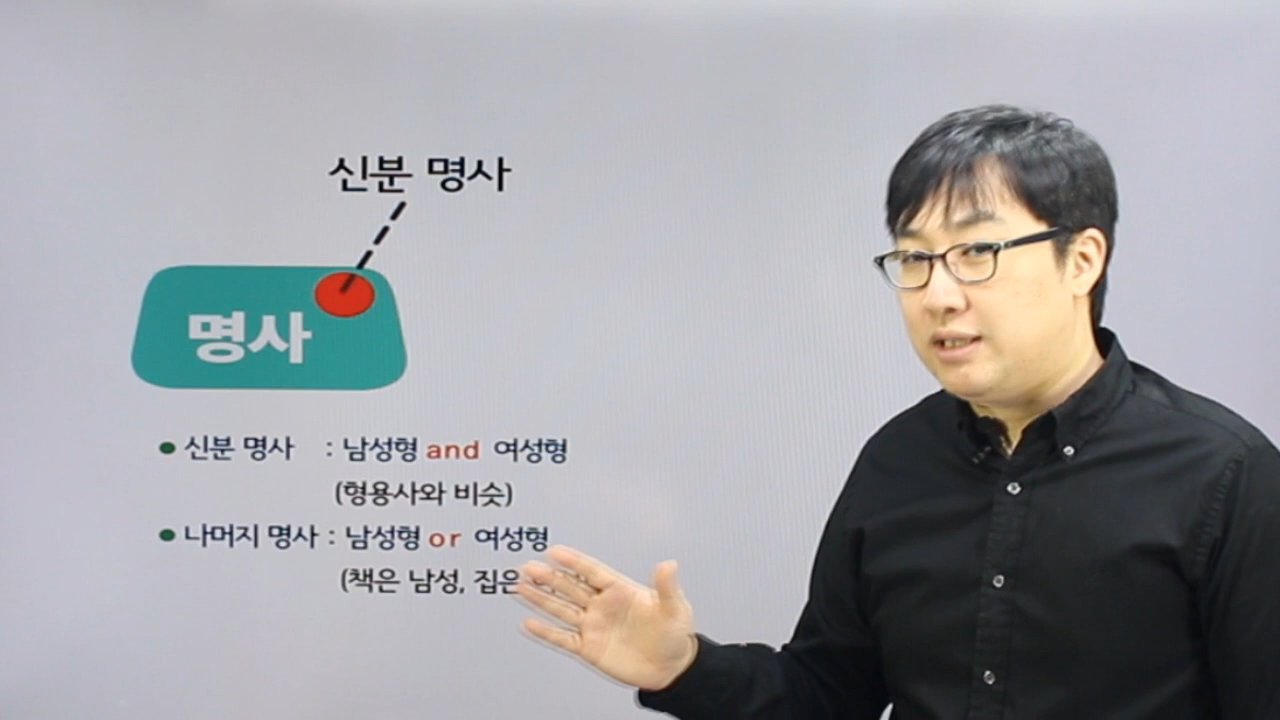 신분 명사
명사
신분 명사 : 남성형 and 여성형
(형용사와 비슷)
나머지 명사 : 남성형 or 여성형
(책은 남성, 집은